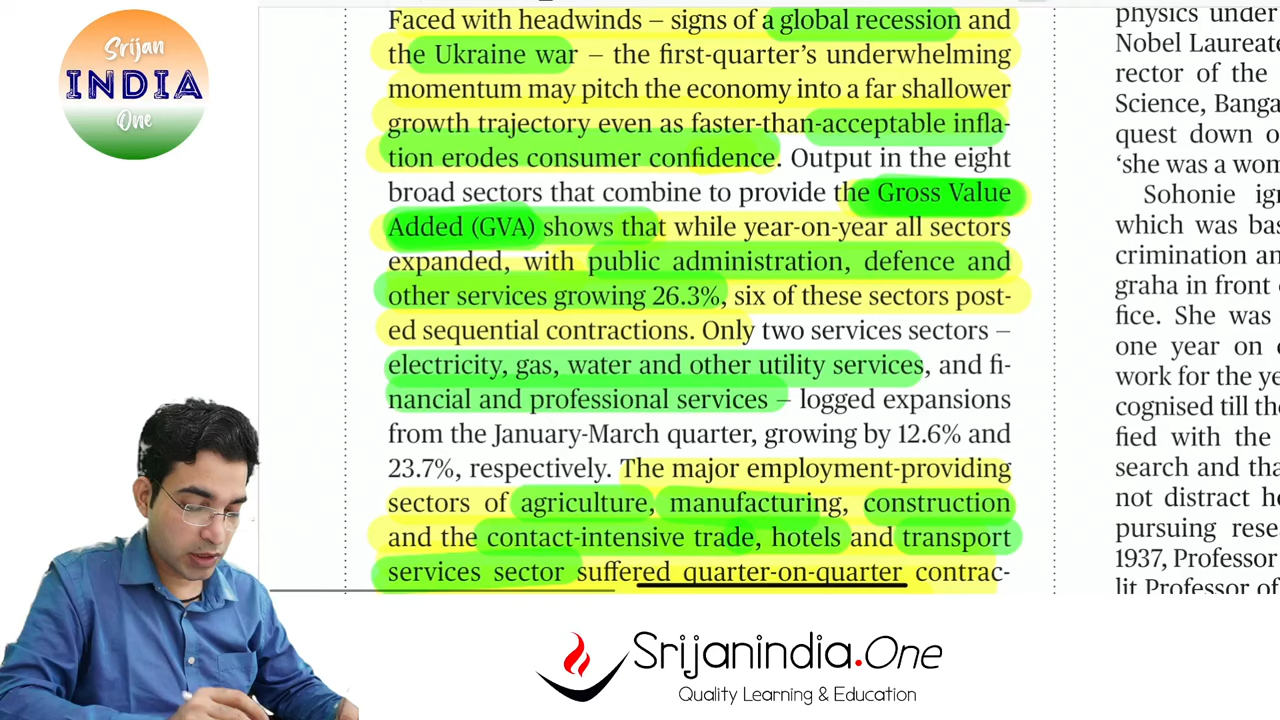 Srijan
INDIA
One
Faced with headwinds – signs of a global recession and
the Ukraine war – the first-quarter's underwhelming
momentum may pitch the economy into a far shallower
growth trajectory even as faster-than-acceptable infla-
tion erodes consumer confidence. Output in the eight
broad sectors that combine to provide the Gross Value
Added (GVA) shows that while year-on-year all sectors
expanded, with public administration, defence and
other services growing 26.3%, six of these sectors post-
ed sequential contractions. Only two services sectors –
electricity, gas, water and other utility services, and fi-
nancial and professional services – logged expansions
from the January-March quarter, growing by 12.6% and
23.7%, respectively. The major employment-providing
sectors of agriculture, manufacturing, construction
and the contact-intensive trade, hotels and transport
services sector suffered quarter-on-quarter contrac-
physics under
Nobel Laureate
rector of the
Science, Banga
quest down o
'she was a wom
Sohonie ig
which was bas
crimination an
graha in front
fice. She was
one year on
work for the ye
cognised till the
fied with the
search and tha
not distract he
pursuing rese
1937, Professor
lit Professor of
Srijanindia.One
Quality Learning & Education